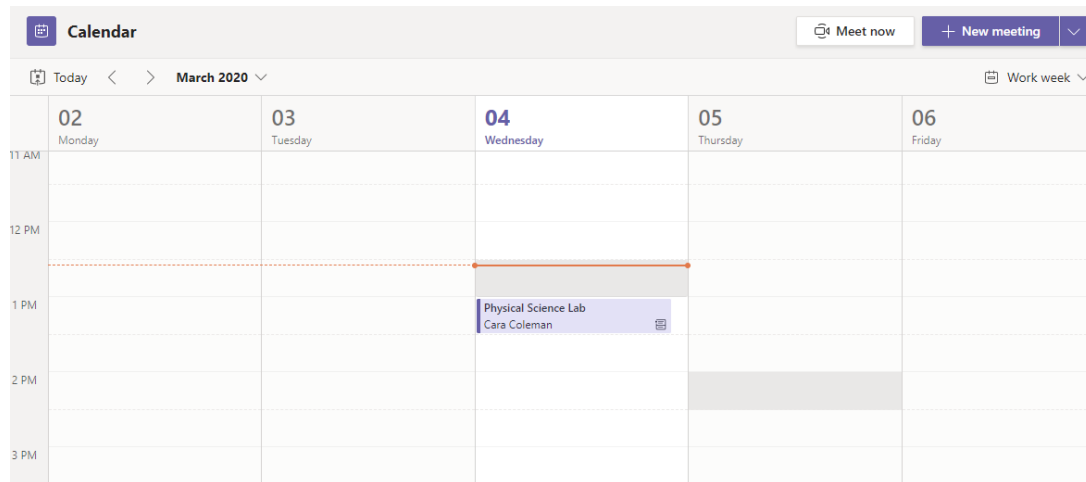 Calendar
Meet now
New meeting
Today
March 2020
Work week
02
03
04
05
06
Monday
Tuesday
Wednesday
Thursday
Friday
11 AM
12 PM
1 PM
Physical Science Lab
Cara Coleman
2 PM
3 PM